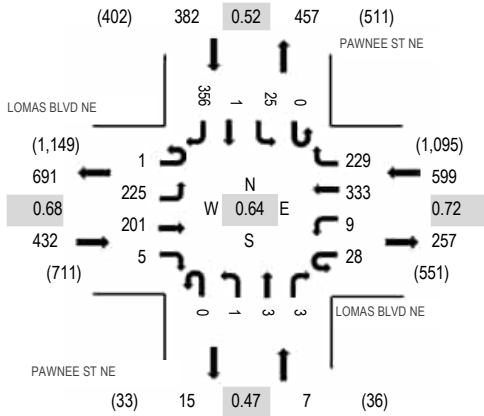 (402) 382 0.52 457 (511)
PAWNEE ST NE
356 1 25 0
LOMAS BLVD NE
(1,149) (1,095)
691 1 229 599
225 N 333
0.68 W 0.64 E 0.72
201 9
432 S 257
5 28
(711) (551)
0 1 3 3
LOMAS BLVD NE
PAWNEE ST NE
(33) 15 0.47 7 (36)